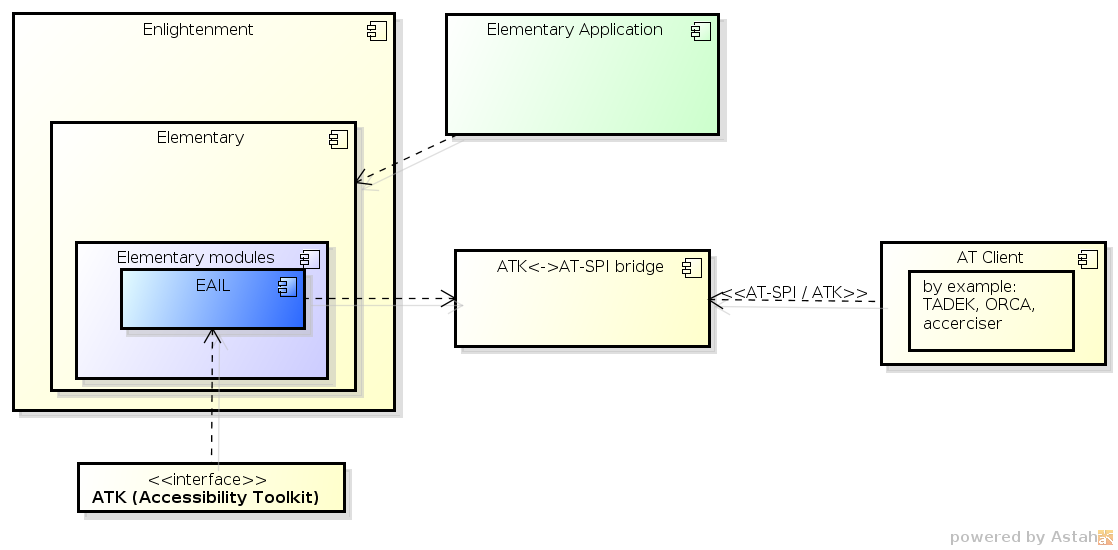 Enlightenment
Elementary Application
Elementary
Elementary modules
EAIL
ATK<->AT-SPI bridge
<<AT-SPI / ATK>>
AT Client
by example:
TADEK, ORCA,
accerciser
<<interface>>
ATK (Accessibility Toolkit)
powered by Astah